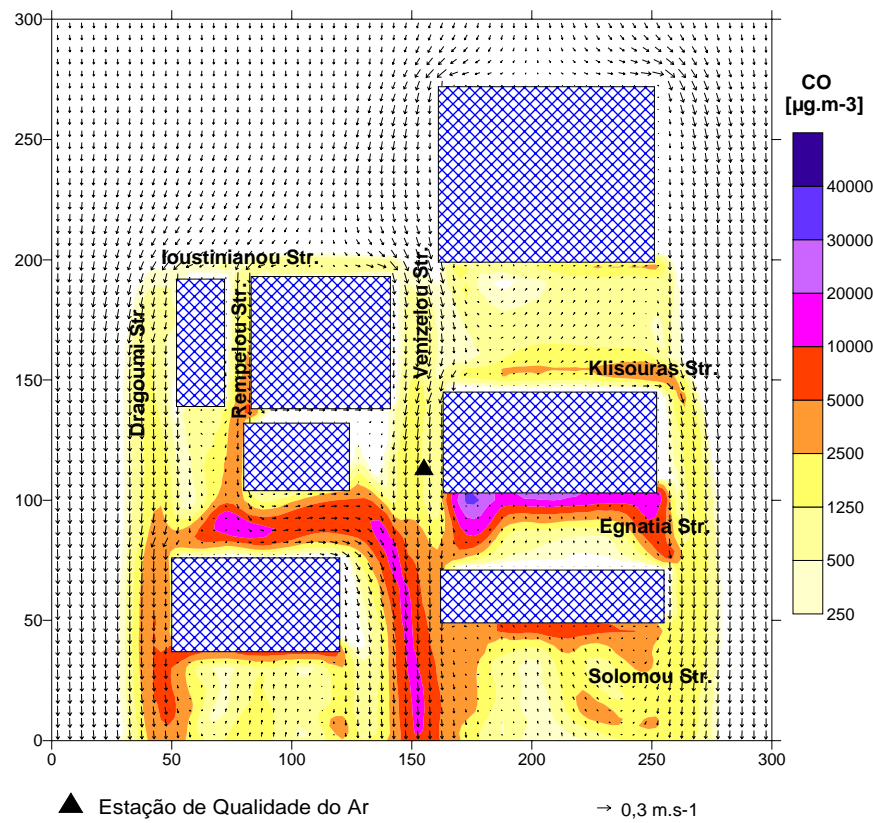 300
250
200
150
100
50
0
0
50
100
150
200
250
300
Ioustinianou Str.
Dragoumi Str.
Rempelou Str.
Venizelou Str.
Klisouras Str.
Egnatia Str.
Solomou Str.
CO
[µg.m-3]
40000
30000
20000
10000
5000
2500
1250
500
250
Estação de Qualidade do Ar
0,3 m.s-1